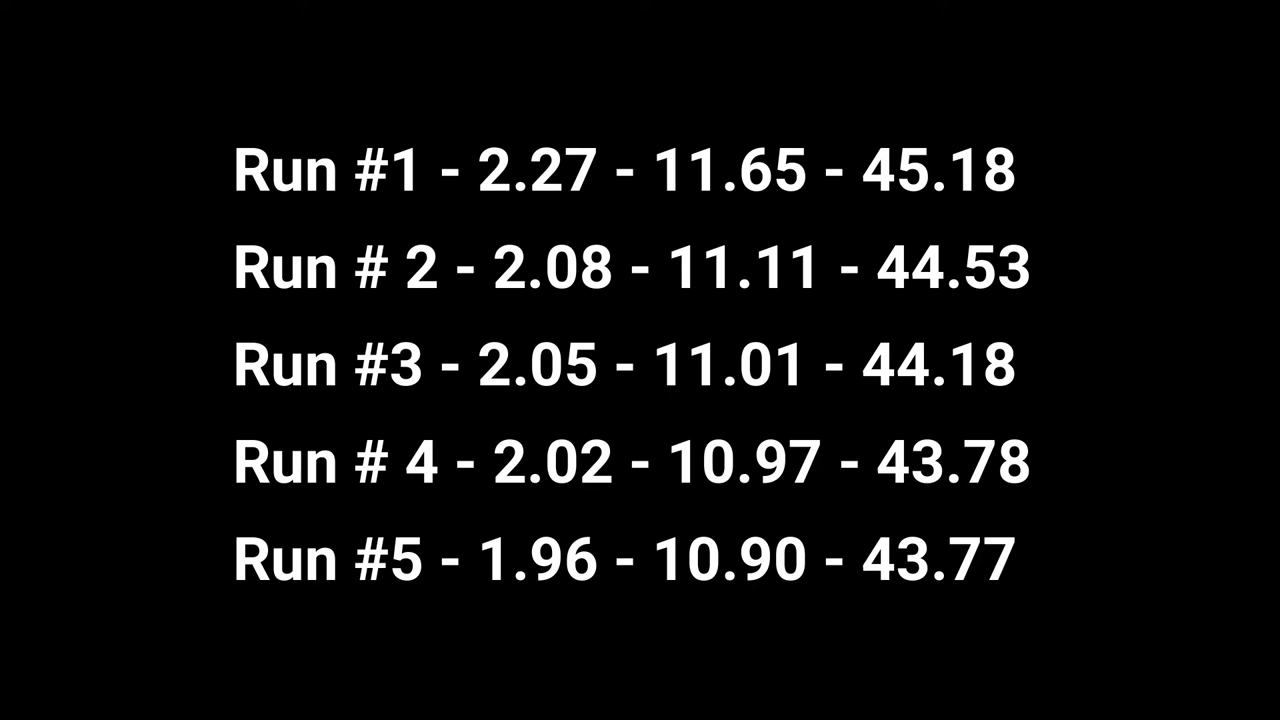 Run #1 - 2.27 - 11.65 - 45.18
Run # 2 - 2.08 - 11.11 - 44.53
Run #3 - 2.05 - 11.01 - 44.18
Run # 4 - 2.02 - 10.97 - 43.78
Run #5 - 1.96 - 10.90 - 43.77